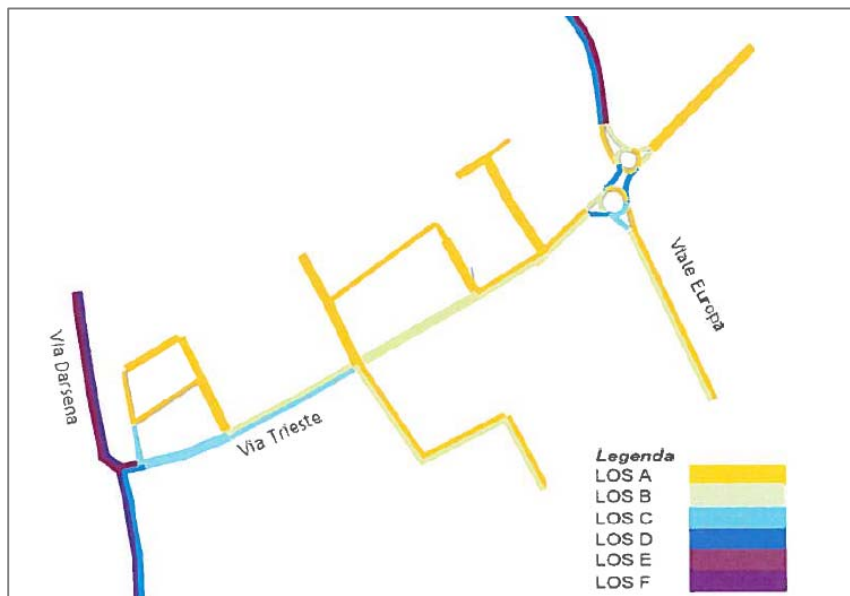 Viale Europa
Via Darsena
Via Trieste
Legenda
LOS A
LOS B
LOS C
LOS D
LOS E
LOS F